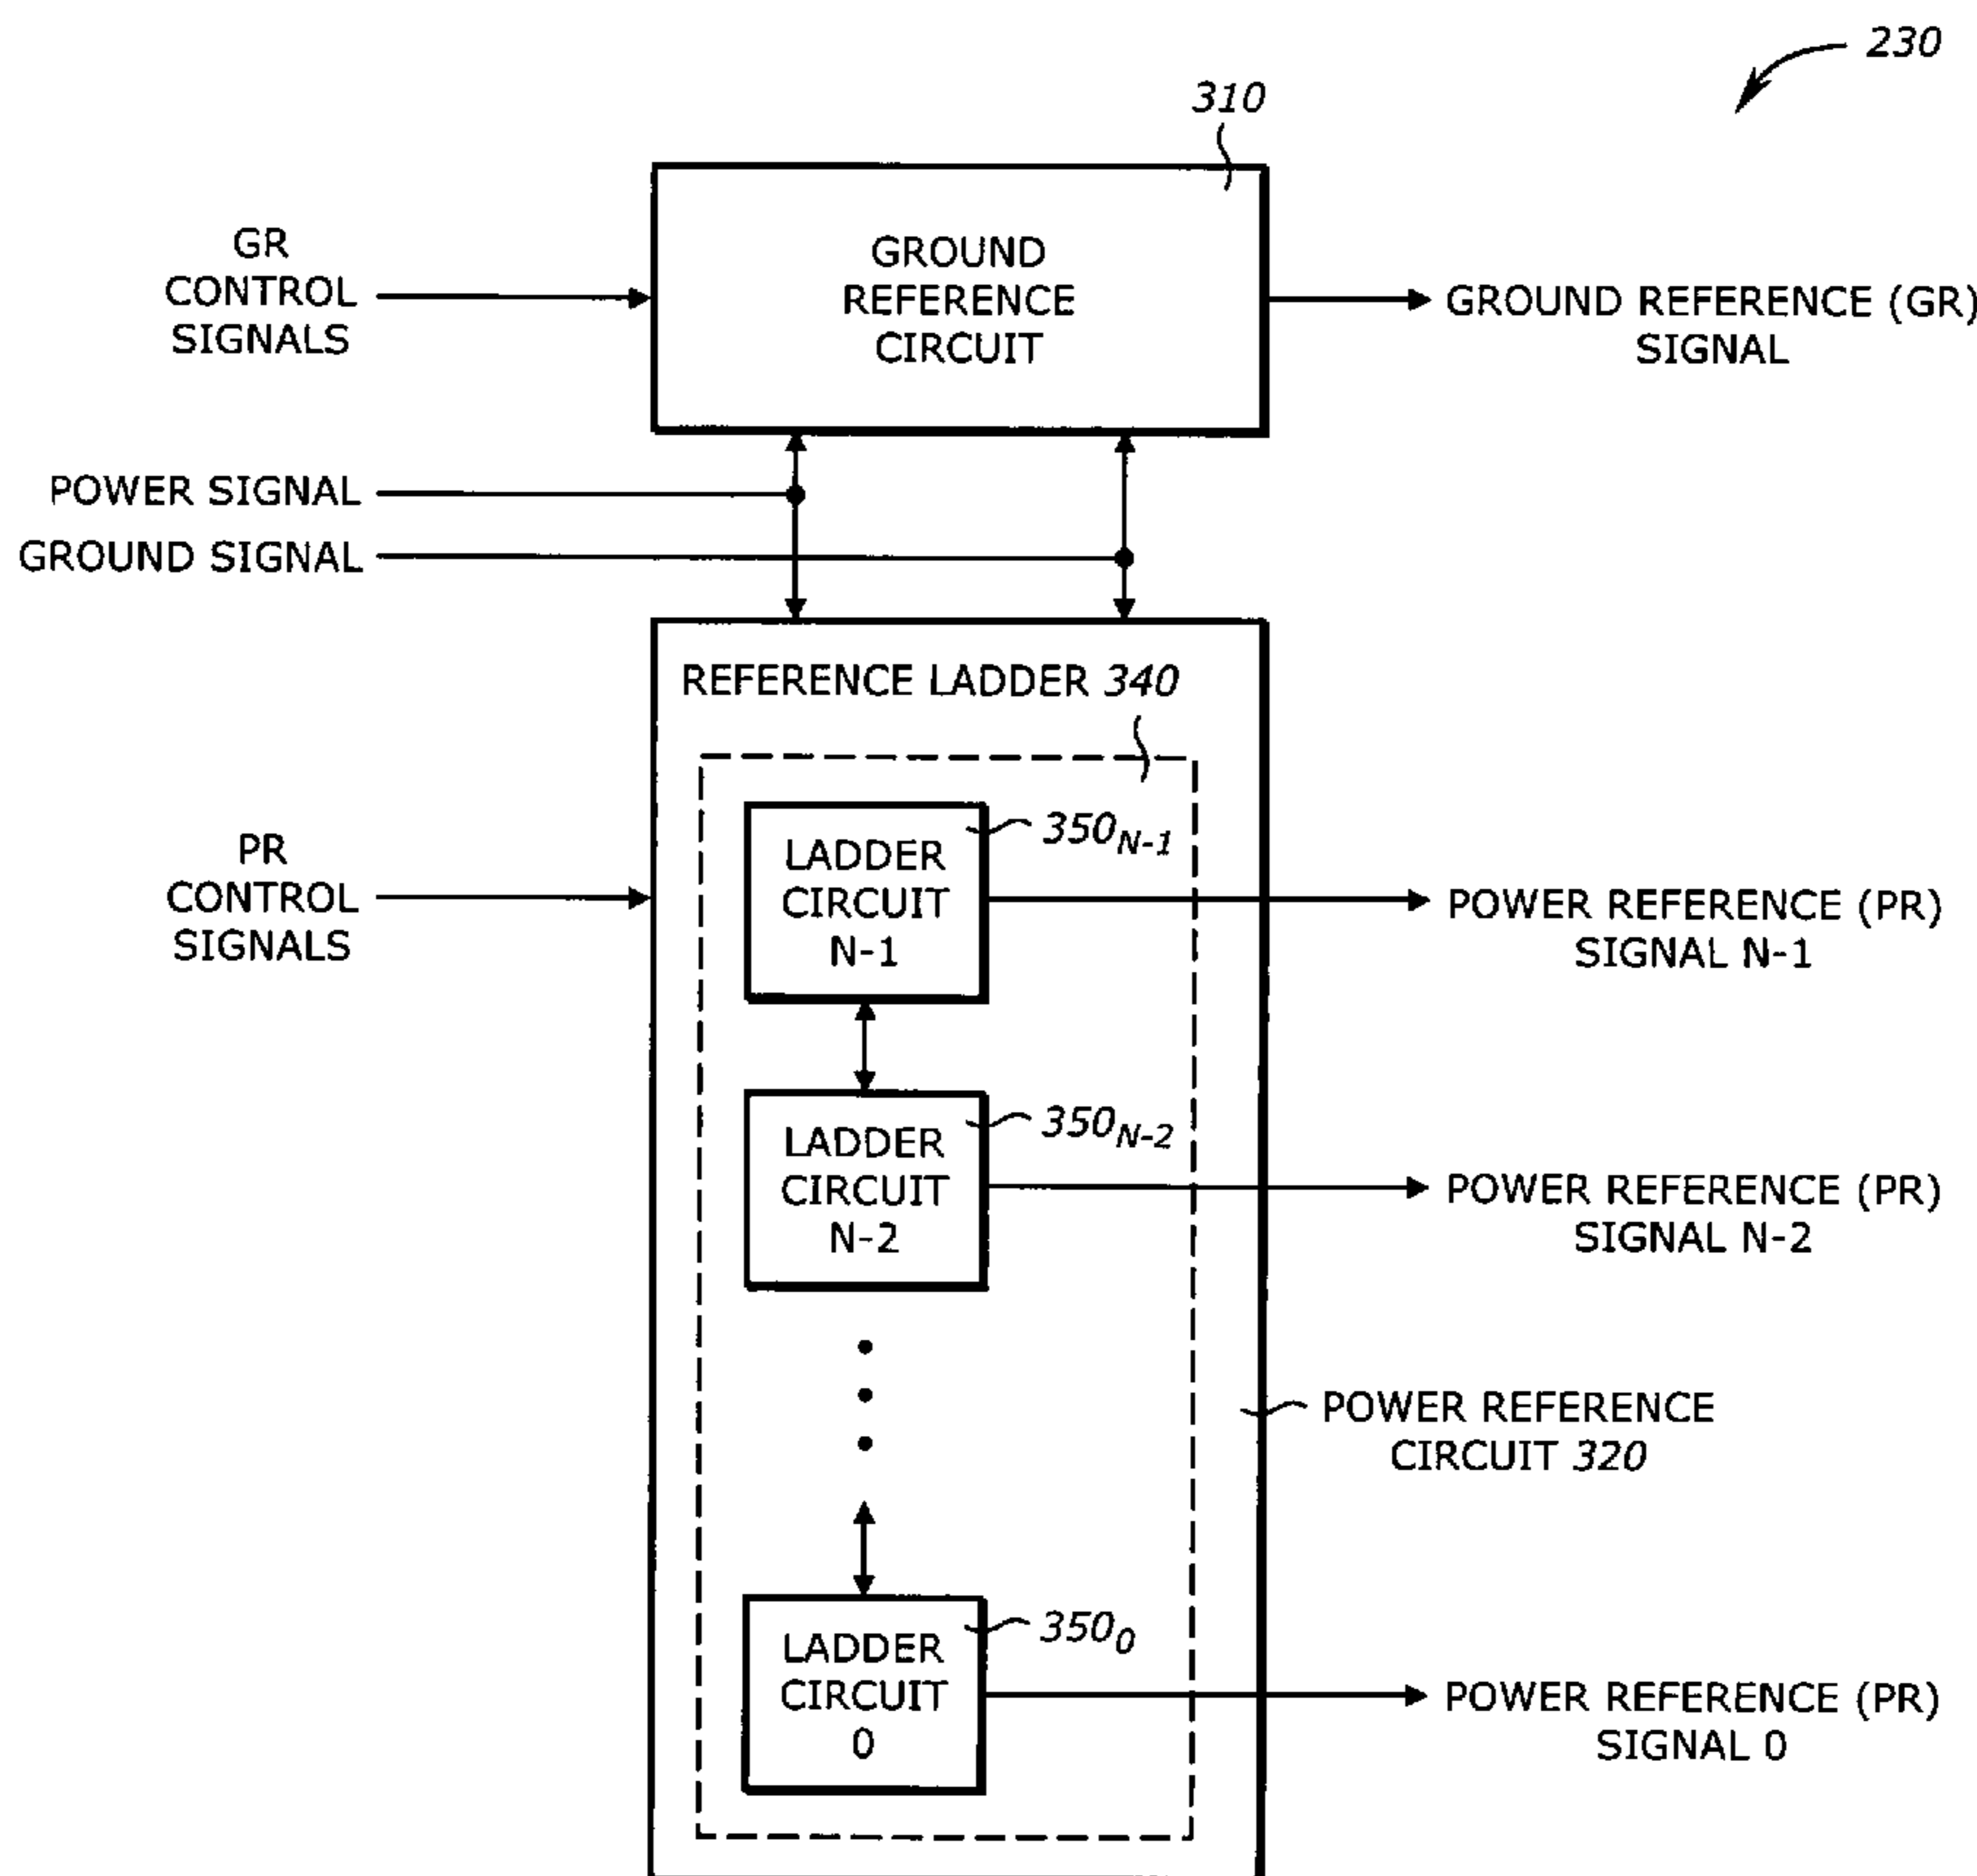 230
310
GR
CONTROL
SIGNALS
GROUND
REFERENCE
CIRCUIT
GROUND REFERENCE (GR)
SIGNAL
POWER SIGNAL
GROUND SIGNAL
REFERENCE LADDER 340
PR
CONTROL
SIGNALS
LADDER
CIRCUIT
N-1
350N-1
POWER REFERENCE (PR)
SIGNAL N-1
LADDER
CIRCUIT
N-2
350N-2
POWER REFERENCE (PR)
SIGNAL N-2
POWER REFERENCE
CIRCUIT 320
LADDER
CIRCUIT
0
3500
POWER REFERENCE (PR)
SIGNAL 0